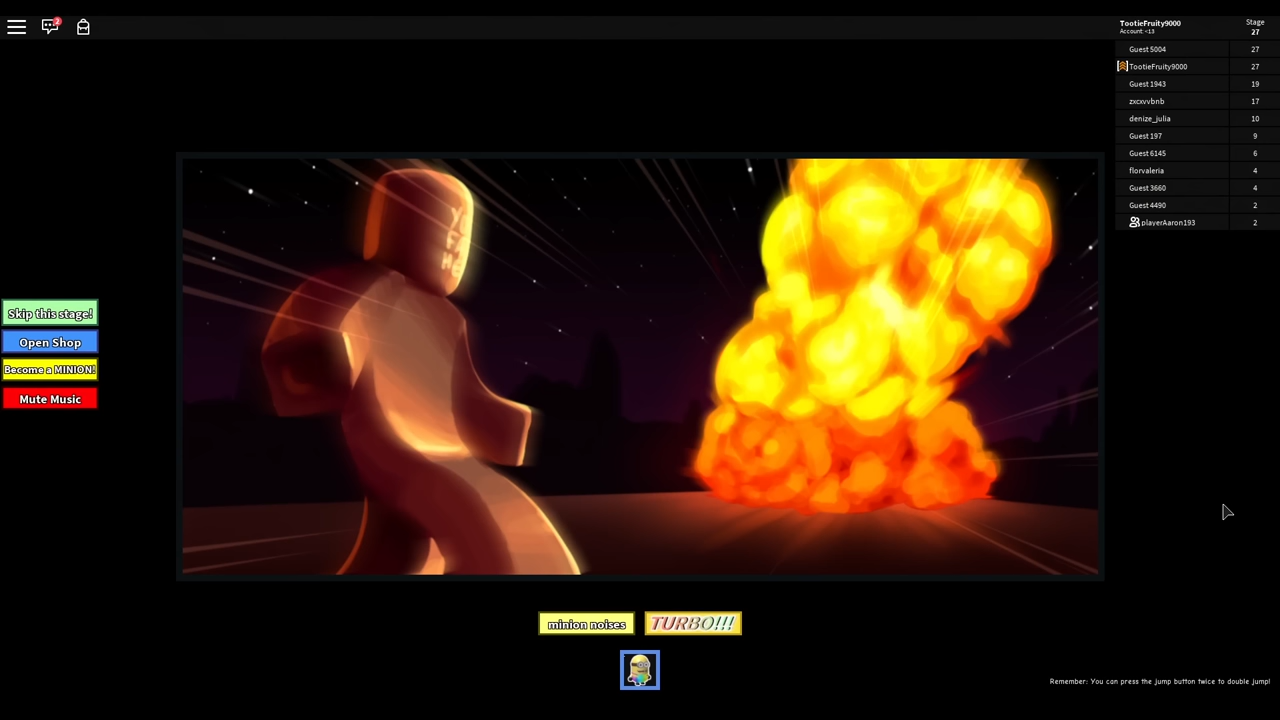 2
TootieFruity9000
Account: <13
Stage
27
Guest 5004 27
TootieFruity9000 27
Guest 1943 19
zxcxvvbnb 17
denize_julia 10
Guest 197 9
Guest 6145 6
florvaleria 4
Guest 3660 4
Guest 4490 2
playerAaron193 2
Skip this stage!
Open Shop
Become a MINION!
Mute Music
minion noises
TURBO!!!
Remember: You can press the jump button twice to double jump!